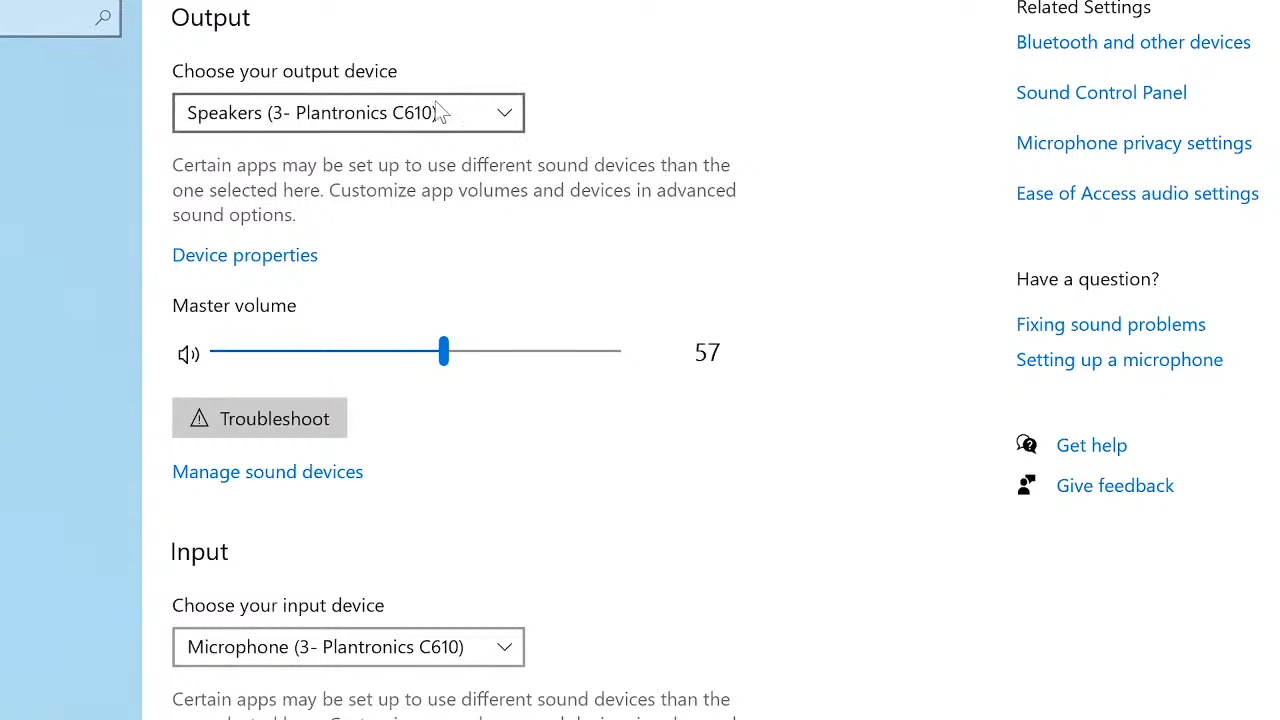 Output
Choose your output device
Speakers (3- Plantronics C610)
Certain apps may be set up to use different sound devices than the
one selected here. Customize app volumes and devices in advanced
sound options.
Device properties
Master volume
57
Troubleshoot
Manage sound devices
Input
Choose your input device
Microphone (3- Plantronics C610)
Certain apps may be set up to use different sound devices than the
Related Settings
Bluetooth and other devices
Sound Control Panel
Microphone privacy settings
Ease of Access audio settings
Have a question?
Fixing sound problems
Setting up a microphone
Get help
Give feedback